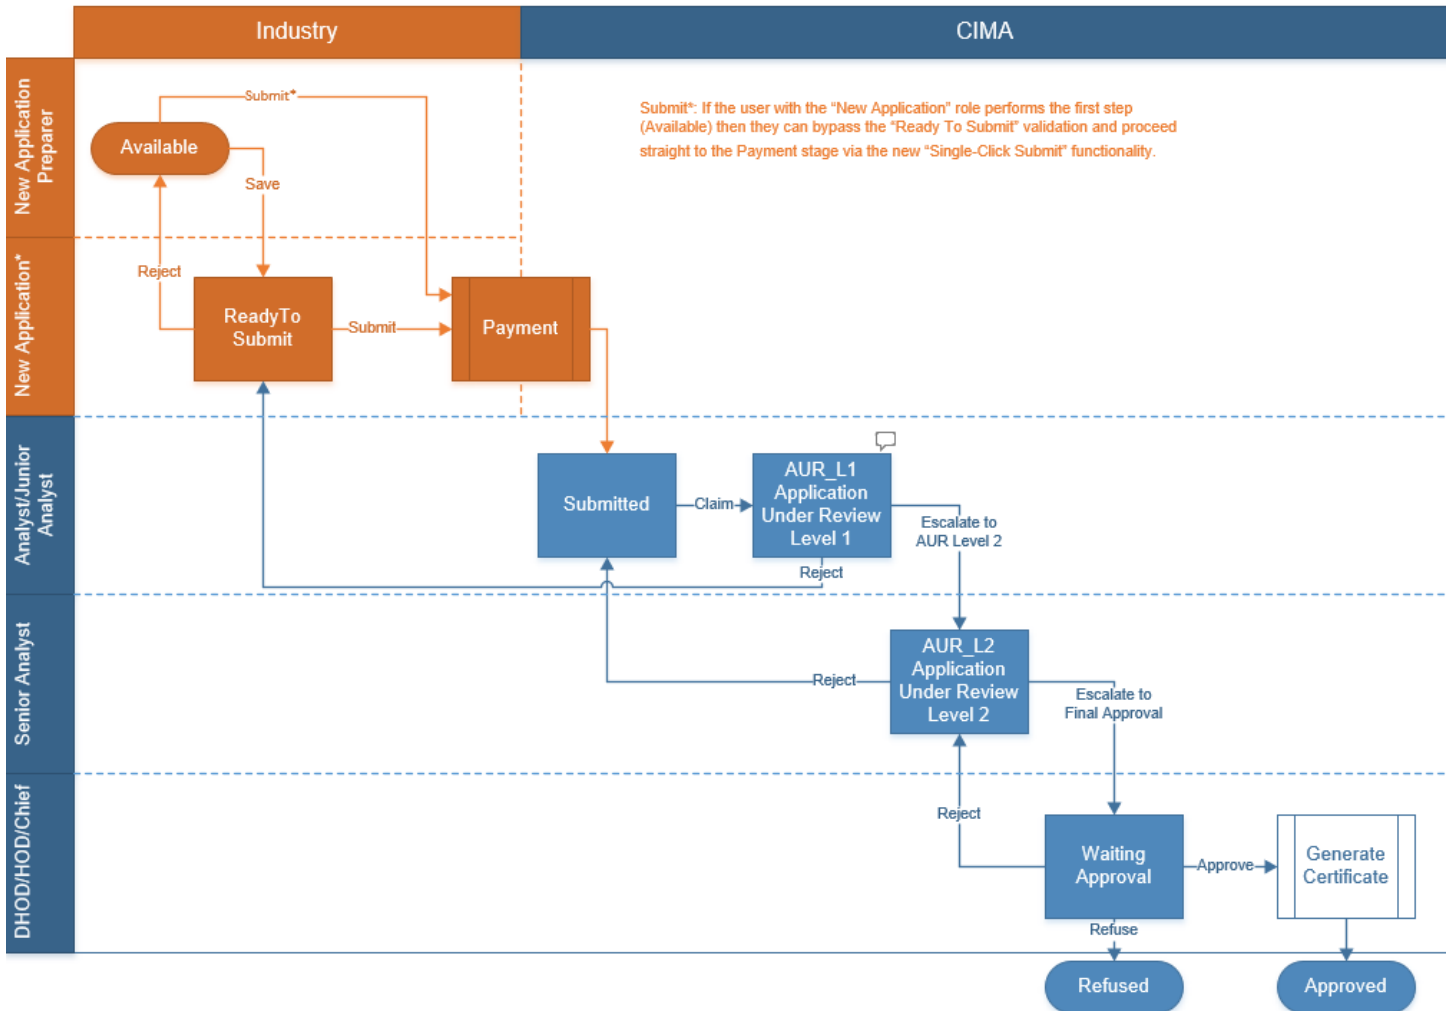 Industry
CIMA
New Application
Preparer
Submit*
Available
Save
Submit*: If the user with the “New Application” role performs the first step
(Available) then they can bypass the “Ready To Submit” validation and proceed
straight to the Payment stage via the new “Single-Click Submit” functionality.
New Application*
Reject
ReadyTo
Submit
Submit
Payment
Analyst/Junior
Analyst
Submitted
Claim
AUR_L1
Application
Under Review
Level 1
Escalate to
AUR Level 2
Reject
Senior Analyst
Reject
AUR_L2
Application
Under Review
Level 2
Escalate to
Final Approval
DHOD/HOD/Chief
Reject
Waiting
Approval
Approve
Generate
Certificate
Refuse
Refused
Approved